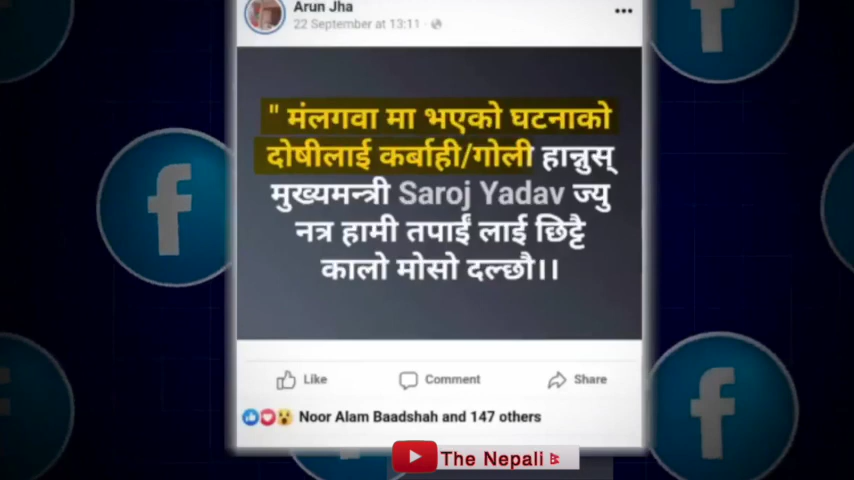 Arun Jha
22 September at 13:11
" मंलगवा मा भएको घटनाको
दोषीलाई कर्बाही/गोली हान्नुस्
मुख्यमन्त्री Saroj Yadav ज्यु
नत्र हामी तपाईं लाई छिट्टै
कालो मोसो दल्छौ।।
Like Comment Share
Noor Alam Baadshah and 147 others
The Nepali